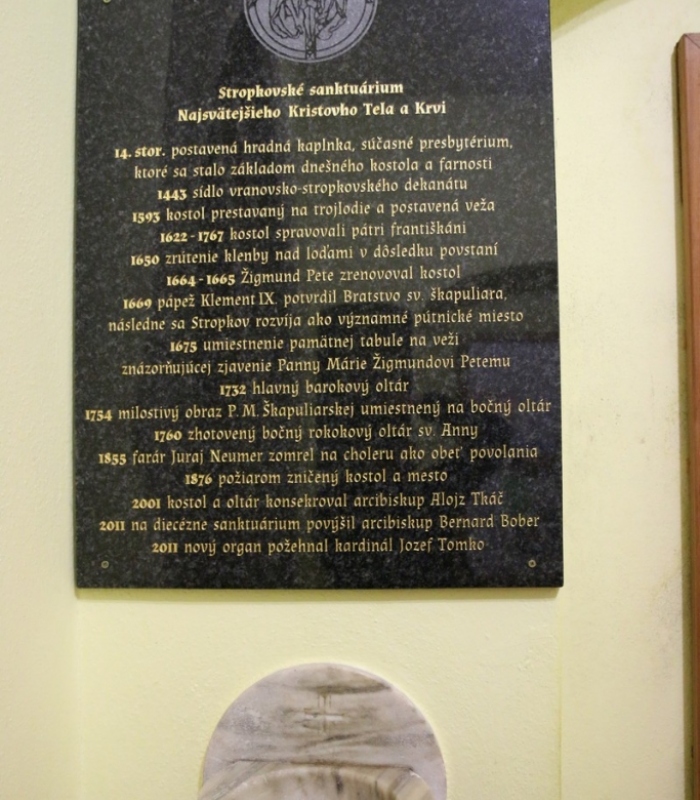 Stropkovské sanktuárium
Najsvätejšieho Kristovho Tela a Krvi
14. stor. postavená hradná kaplnka, súčasné presbytérium,
ktoré sa stalo základom dnešného kostola a farnosti
1443 sídlo vranovsko-stropkovského dekanátu
1593 kostol prestavaný na trojlodie a postavená veža
1622 - 1767 kostol spravovali pátri františkáni
1650 zrútenie klenby nad loďami v dôsledku povstaní
1664 - 1665 Žigmund Pete zrenovoval kostol
1669 pápež Klement IX. potvrdil Bratstvo sv. škapuliara,
následne sa Stropkov rozvíja ako významné pútnické miesto
1675 umiestnenie pamätnej tabule na veži
znázorňujúcej zjavenie Panny Márie Žigmundovi Petemu
1732 hlavný barokový oltár
1754 milostivý obraz P. M. Škapuliarskej umiestnený na bočný oltár
1760 zhotovený bočný rokokový oltár sv. Anny
1855 farár Juraj Neumer zomrel na choleru ako obeť povolania
1876 požiarom zničený kostol a mesto
2001 kostol a oltár konsekroval arcibiskup Alojz Tkáč
2011 na diecézne sanktuárium povýšil arcibiskup Bernard Bober
2011 nový organ požehnal kardinál Jozef Tomko